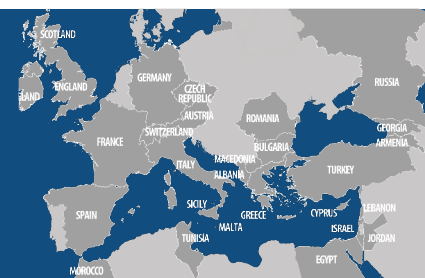 SCOTLAND
ENGLAND
LAND
GERMANY
CZECH
REPUBLIC
AUSTRIA
SWITZERLAND
FRANCE
ITALY
SPAIN
SICILY
MALTA
TUNISIA
MOROCCO
ROMANIA
BULGARIA
MACEDONIA
ALBANIA
GREECE
RUSSIA
GEORGIA
ARMENIA
TURKEY
CYPRUS
LEBANON
ISRAEL
JORDAN
EGYPT